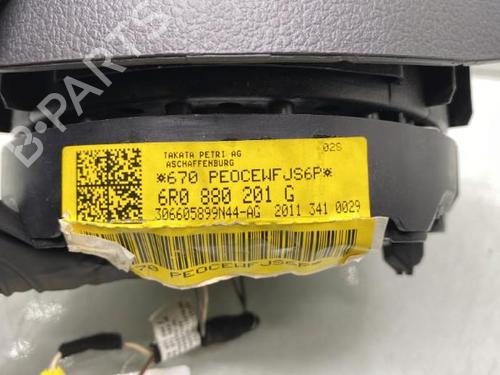 TAKATA PETRI AG
ASCHAFFENBURG
02S
*670 PEOCEWFJS6P*
6R0 880 201 G
306605899N44-AG 2011 341 0029
*670 PEOCEWFJS6P*
B-PARTS